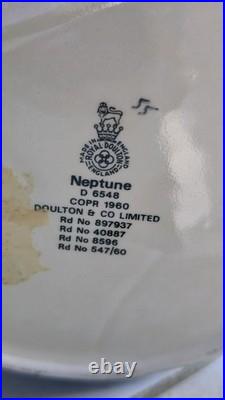 MADE IN ENGLAND
ROYAL DOULTON
ENGLAND
Neptune
D 6548
COPR 1960
DOULTON & CO LIMITED
Rd No 897937
Rd No 40887
Rd No 8596
Rd No 547/60